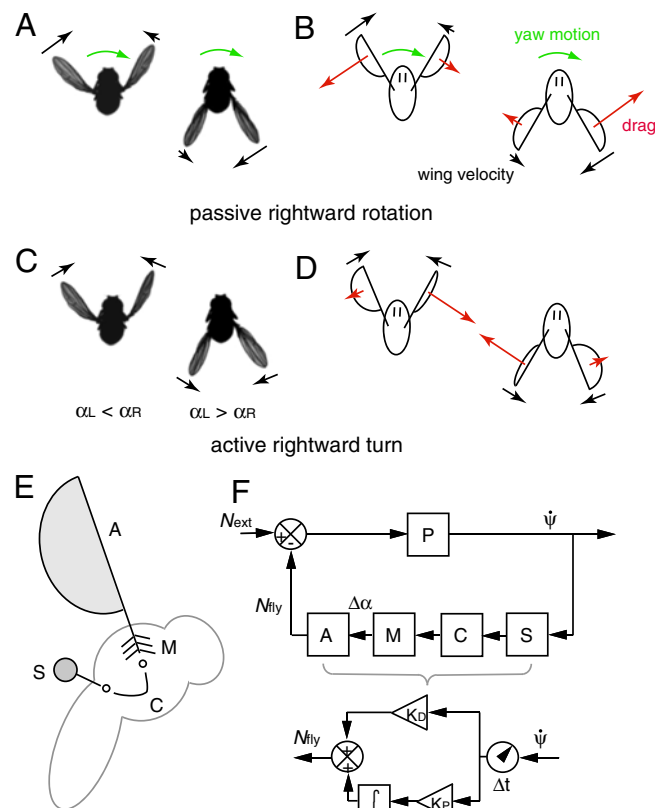 A
B
yaw motion
drag
wing velocity
passive rightward rotation
C
D
αL < αR
αL > αR
active rightward turn
E
A
M
S
C
F
Next
+
-
P
ψ̇
Nfly
Δα
A
M
C
S
KD
Nfly
+
+
ψ̇
Δt
∫
KP